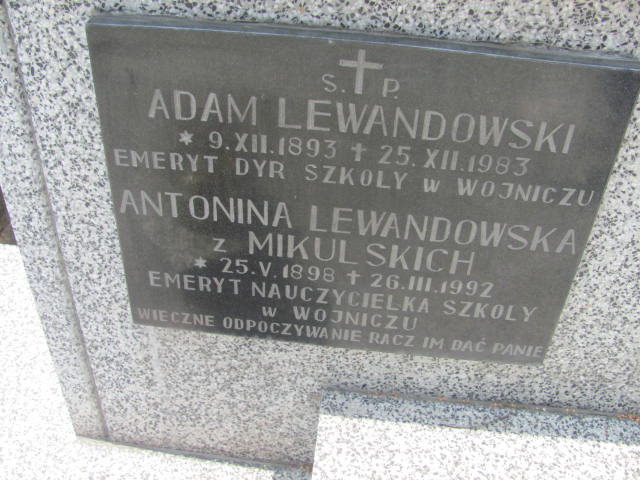 S. P.
ADAM LEWANDOWSKI
* 9.XII.1893 + 25.XII.1983
EMERYT DYR SZKOLY w WOJNICZU
ANTONINA LEWANDOWSKA
z MIKULSKICH
* 25.V.1898 + 26.III.1992
EMERYT NAUCZYCIELKA SZKOLY
w WOJNICZU
WIECZNE ODPOCZYWANIE RACZ IM DAĆ PANIE